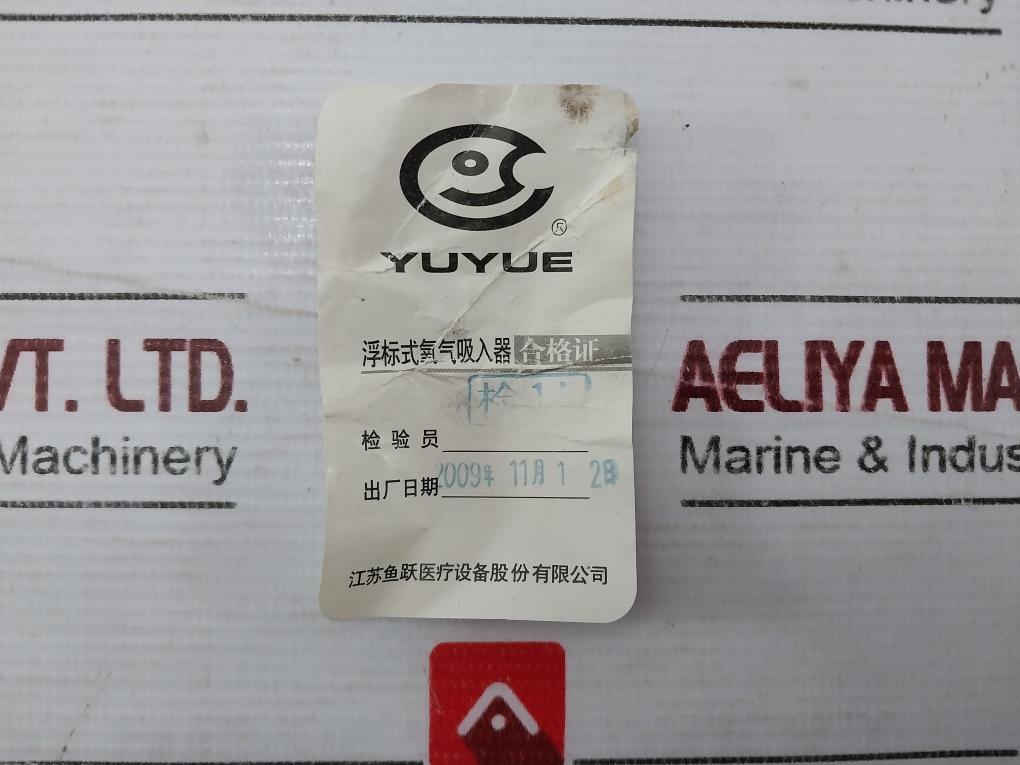 YUYUE
浮标式氧气吸入器 合格证
检
检验员
出厂日期 2009年 11月 1 2日
江苏鱼跃医疗设备股份有限公司
VT. LTD.
Machinery
AELIYA MA
Marine & Indus